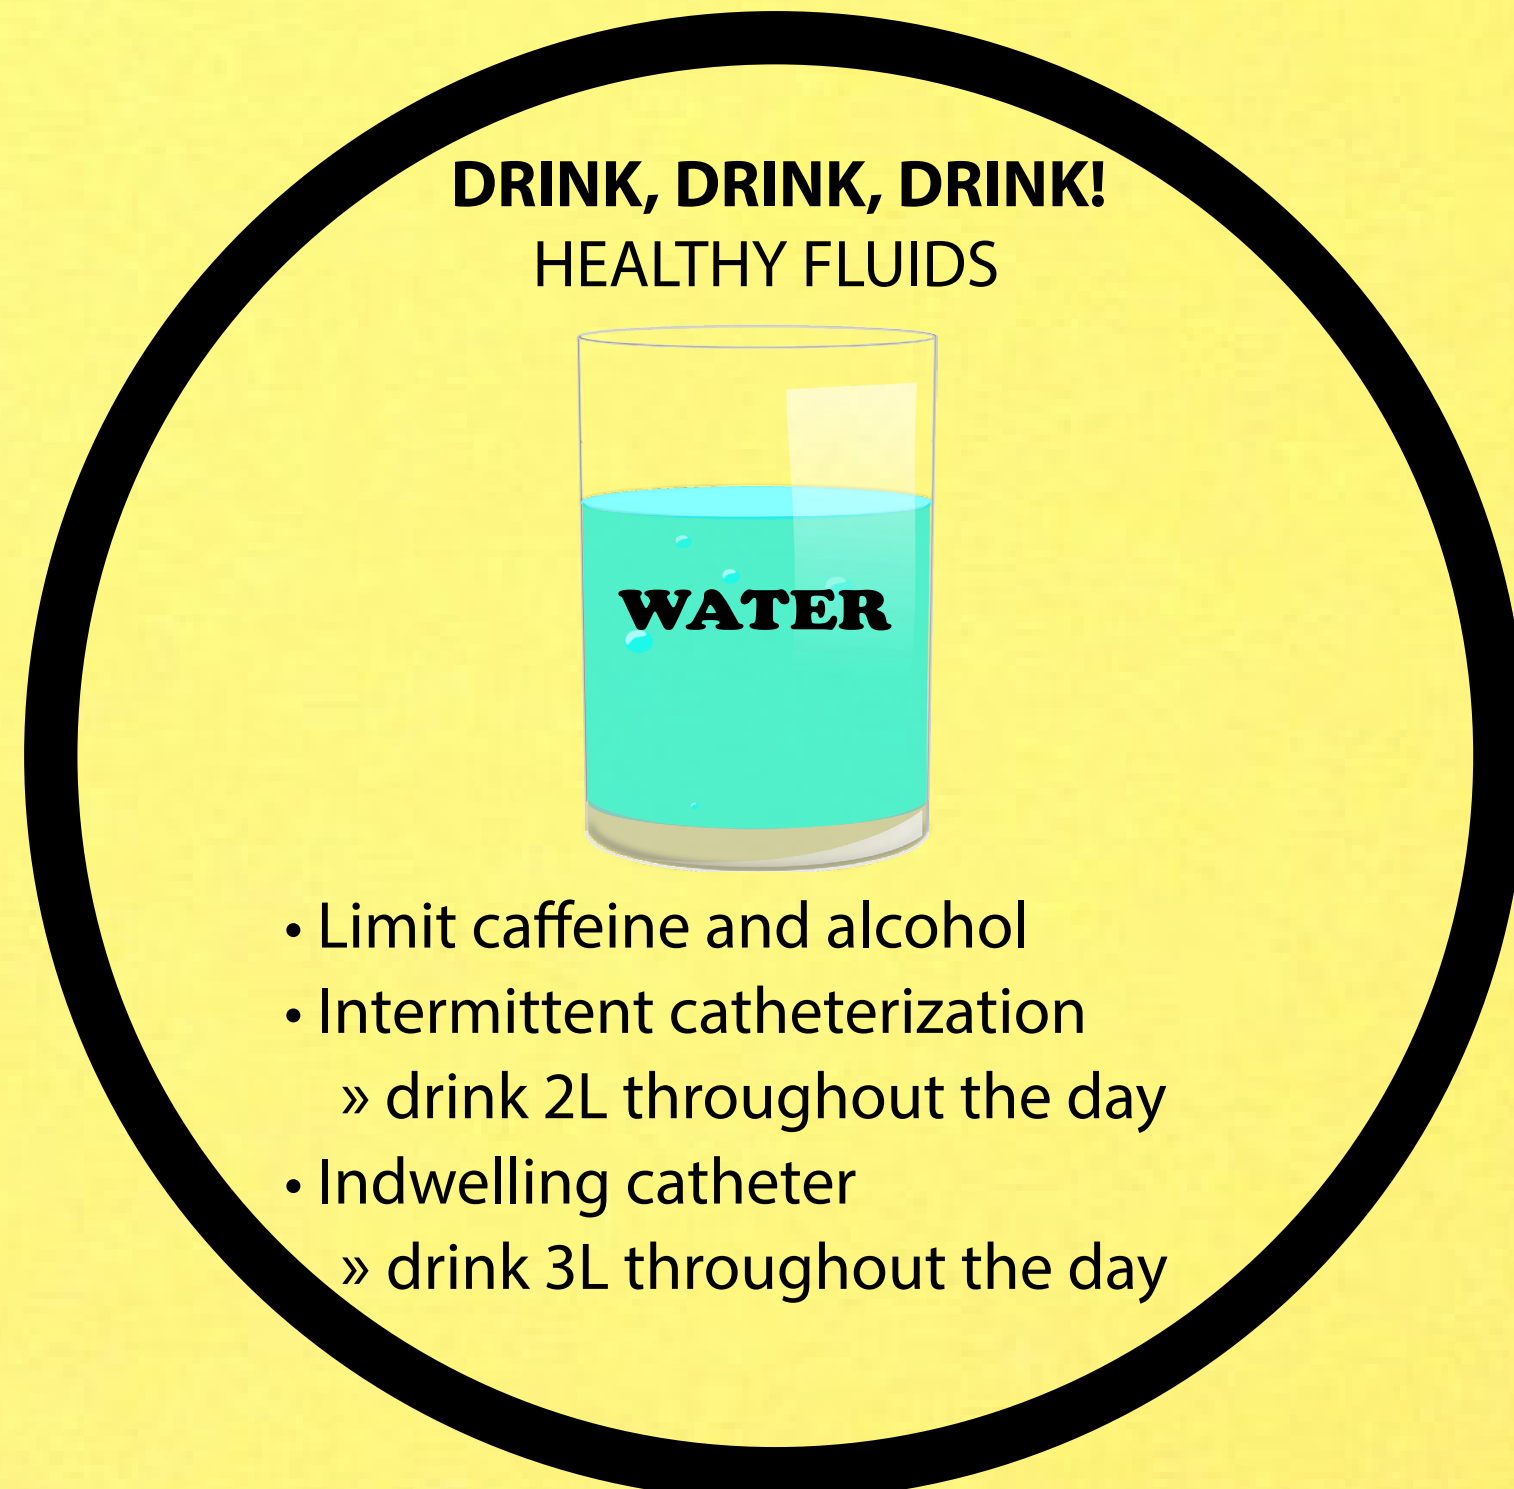 DRINK, DRINK, DRINK!
HEALTHY FLUIDS
WATER
• Limit caffeine and alcohol
• Intermittent catheterization
» drink 2L throughout the day
• Indwelling catheter
» drink 3L throughout the day